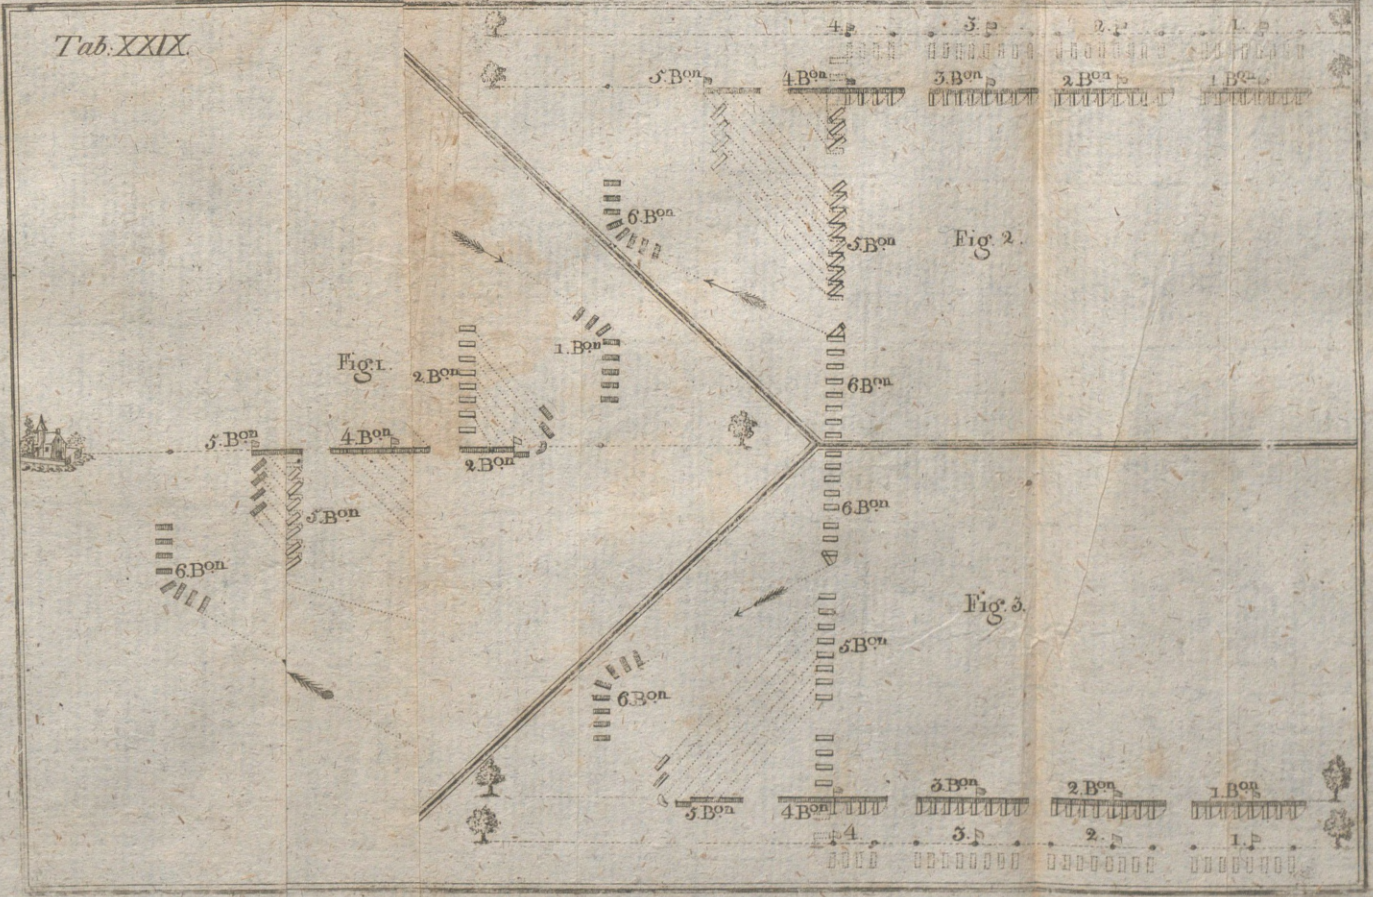 Tab: XXIX.
4. 3. 2. 1.
5.Bon 4.Bon 3.Bon 2.Bon 1.Bon
6.Bon
5.Bon
Fig. 2.
1.Bon
Fig. 1.
2.Bon
6.Bon
5.Bon 4.Bon
2.Bon
5.Bon
6.Bon
6.Bon
Fig. 3.
5.Bon
6.Bon
5.Bon 4.Bon 3.Bon 2.Bon 1.Bon
4. 3. 2. 1.